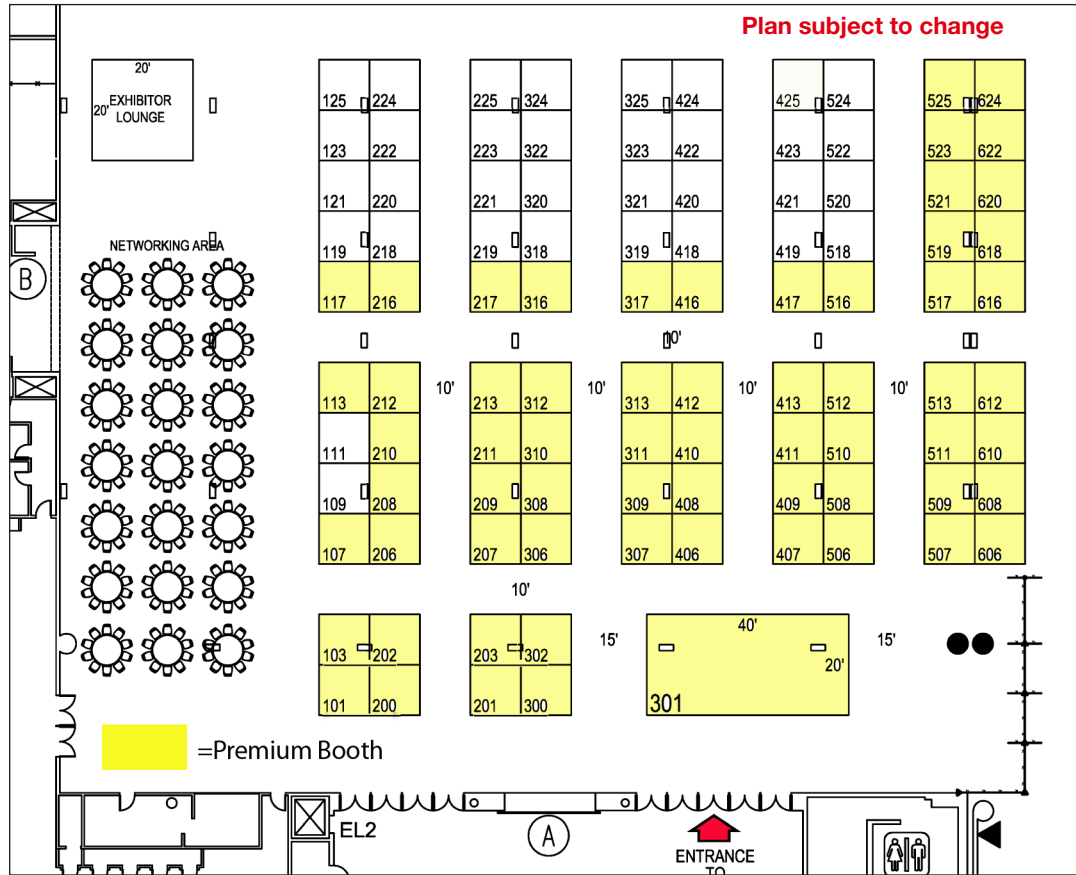 Plan subject to change
20'
20' EXHIBITOR
LOUNGE
125 224 225 324 325 424 425 524 525 624
123 222 223 322 323 422 423 522 523 622
121 220 221 320 321 420 421 520 521 620
NETWORKING AREA
119 218 219 318 319 418 419 518 519 618
B
117 216 217 316 317 416 417 516 517 616
10'
10' 10' 10' 10'
113 212 213 312 313 412 413 512 513 612
111 210 211 310 311 410 411 510 511 610
109 208 209 308 309 408 409 508 509 608
107 206 207 306 307 406 407 506 507 606
10'
40'
15' 15'
103 202 203 302
20'
101 200 201 300 301
=Premium Booth
EL2
A
ENTRANCE
TO